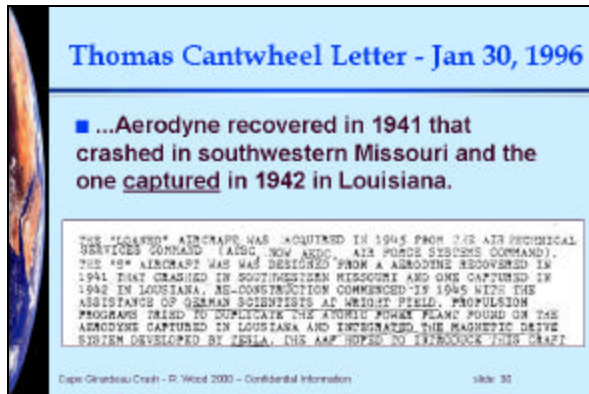 Thomas Cantwheel Letter - Jan 30, 1996
...Aerodyne recovered in 1941 that
crashed in southwestern Missouri and the
one captured in 1942 in Louisiana.
THE "LOANED" AIRCRAFT WAS ACQUIRED IN 1945 FROM THE AIR TECHNICAL
SERVICES COMMAND (ATSC, NOW AFSC, AIR FORCE SYSTEMS COMMAND).
THE "S" AIRCRAFT WAS WAS DESIGNED FROM A AERODYNE RECOVERED IN
1941 THAT CRASHED IN SOUTHWESTERN MISSOURI AND ONE CAPTURED IN
1942 IN LOUSIANA. RE-CONSTRUCTION COMMENCED IN 1945 WITH THE
ASSISTANCE OF GERMAN SCIENTISTS AT WRIGHT FIELD. PROPULSION
PROGRAMS TRIED TO DUPLICATE THE ATOMIC POWER PLANT FOUND ON THE
AERODYNE CAPTURED IN LOUSIANA AND INTEGRATED THE MAGNETIC DRIVE
SYSTEM DEVELOPED BY TESLA. THE AAF HOPED TO INTRODUCE THIS CRAFT
Cape Girardeau Crash - R. Wood 2000 - Confidential Information
slide 30